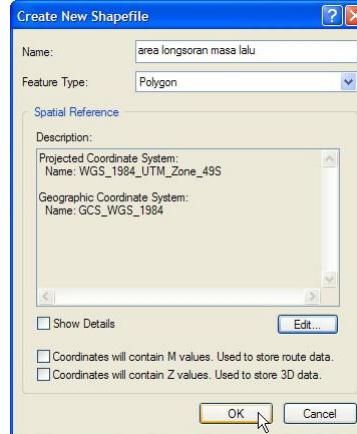 Create New Shapefile
Name: area longsoran masa lalu
Feature Type: Polygon
Spatial Reference
Description:
Projected Coordinate System:
Name: WGS_1984_UTM_Zone_49S
Geographic Coordinate System:
Name: GCS_WGS_1984
Show Details
Edit...
Coordinates will contain M values. Used to store route data.
Coordinates will contain Z values. Used to store 3D data.
OK Cancel